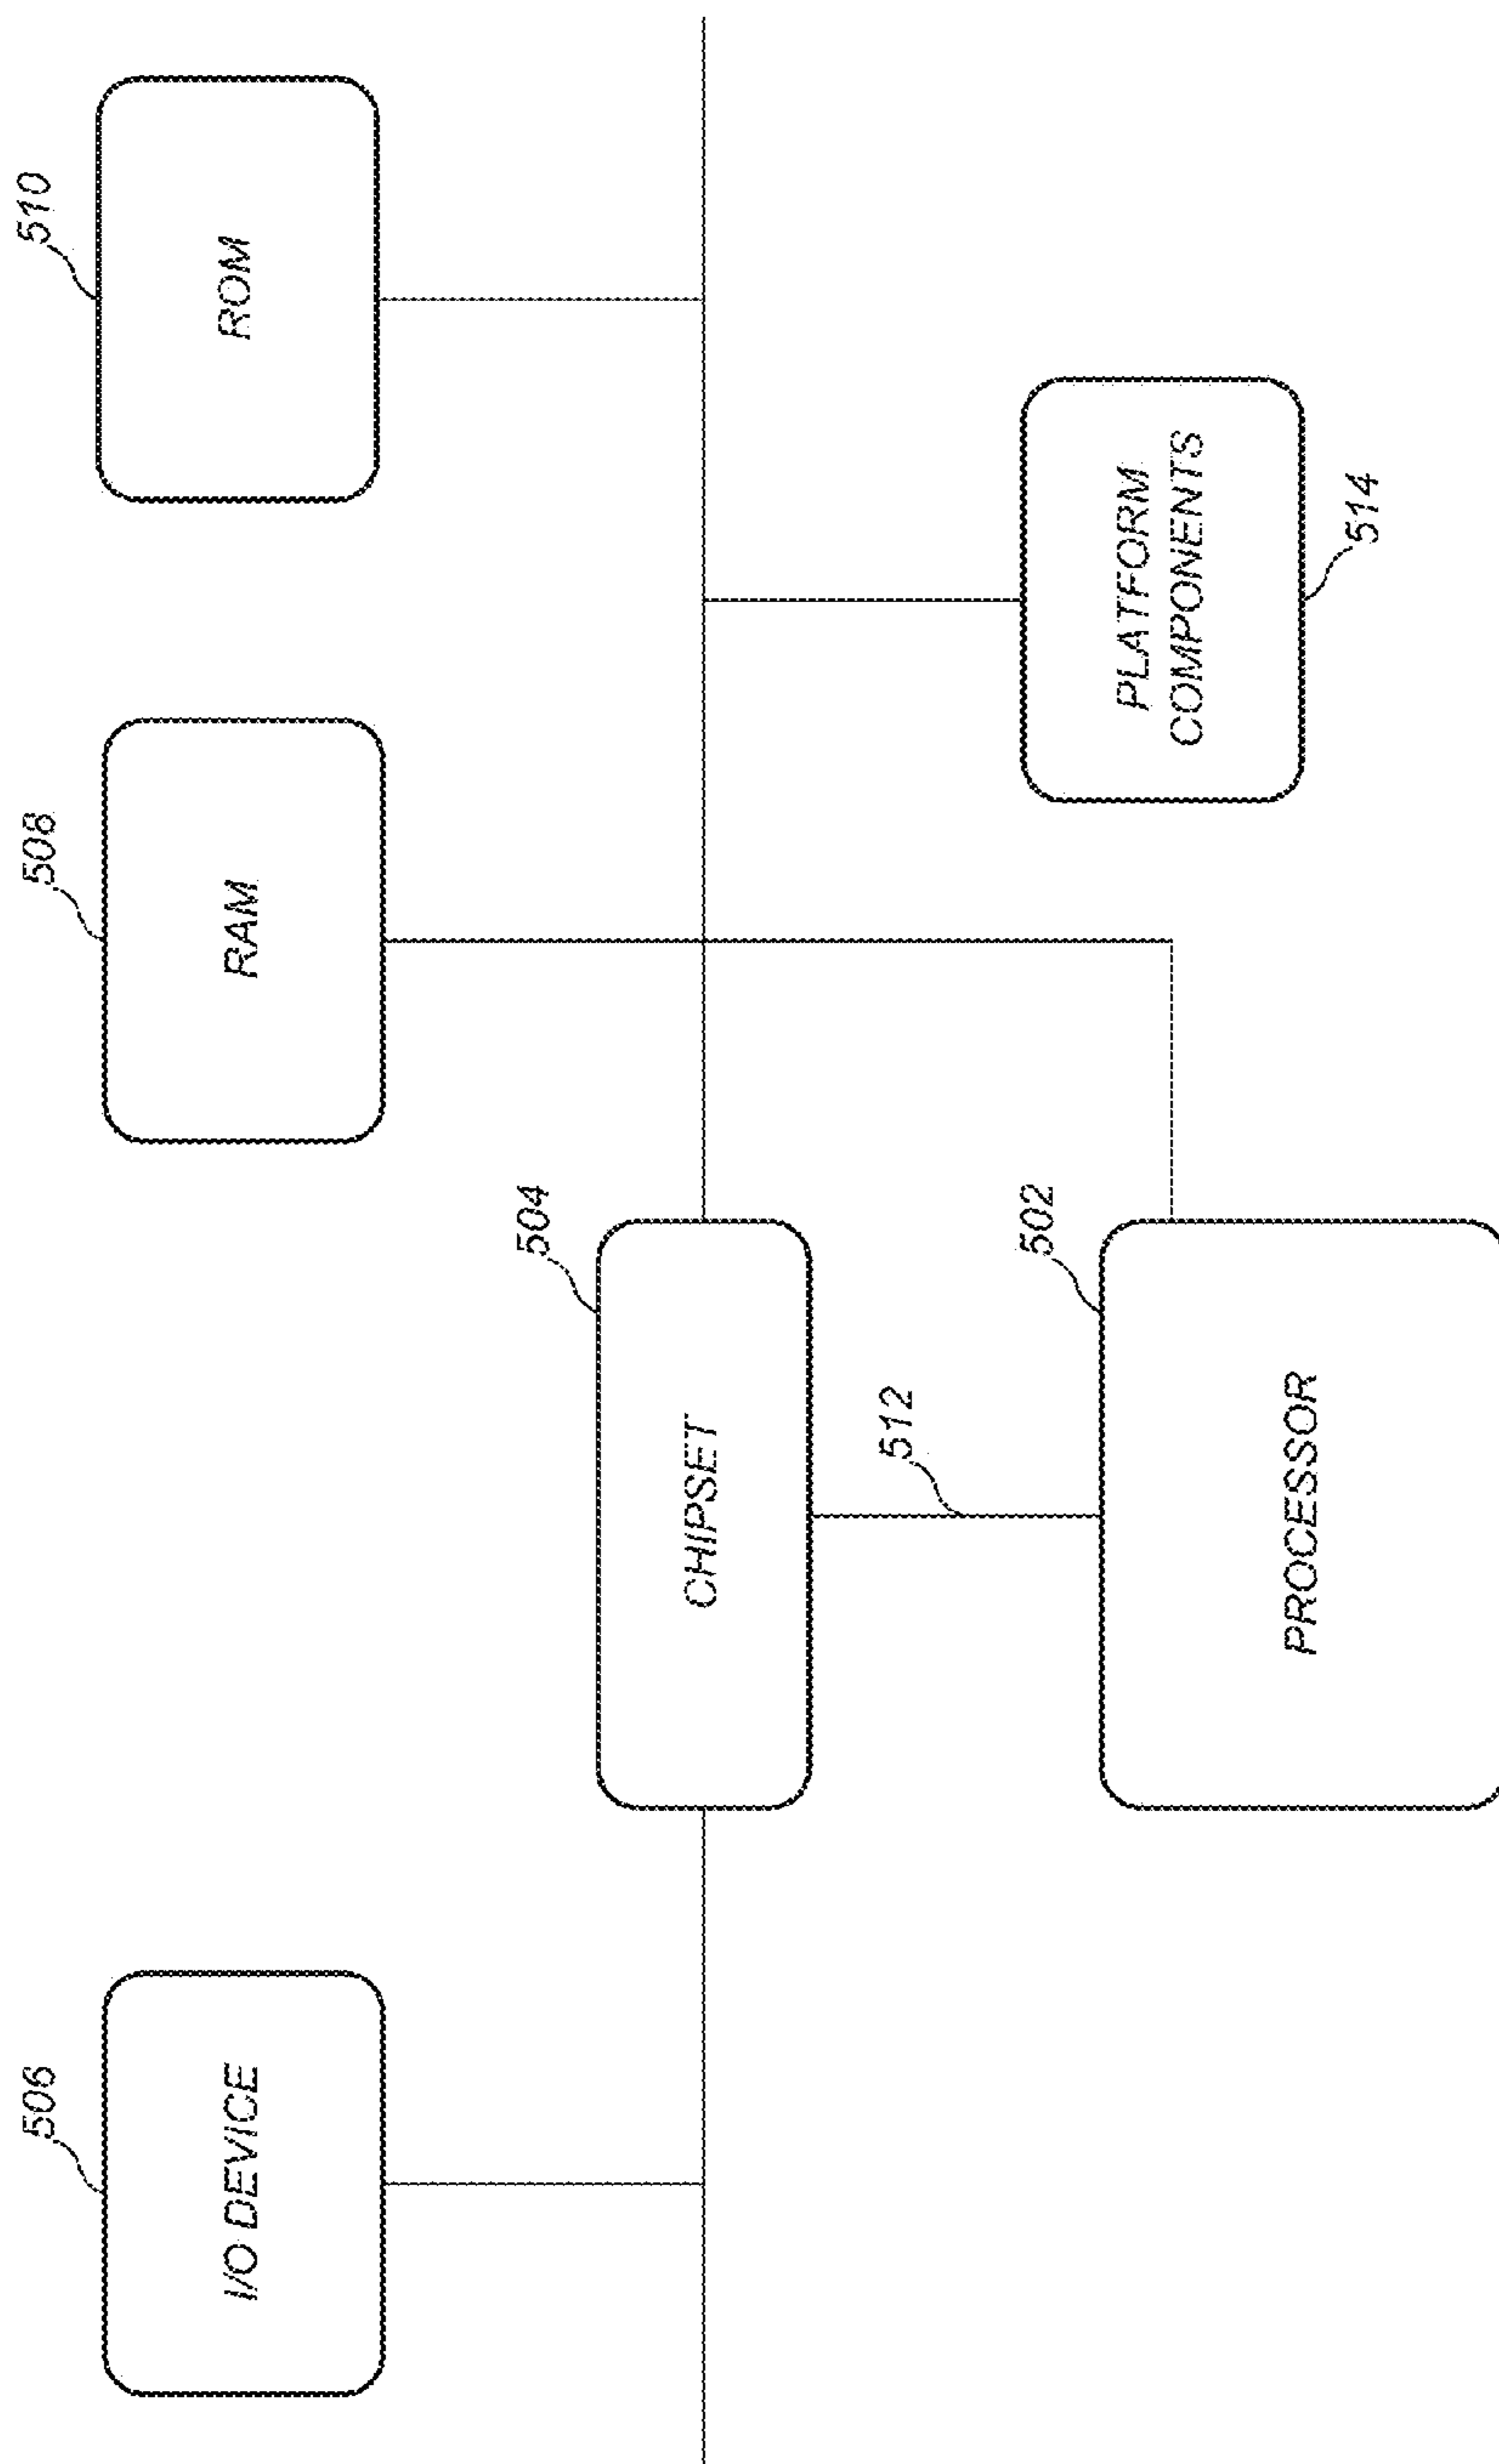 506
I/O DEVICE
508
RAM
510
ROM
504
CHIPSET
512
502
PROCESSOR
PLATFORM
COMPONENTS
514